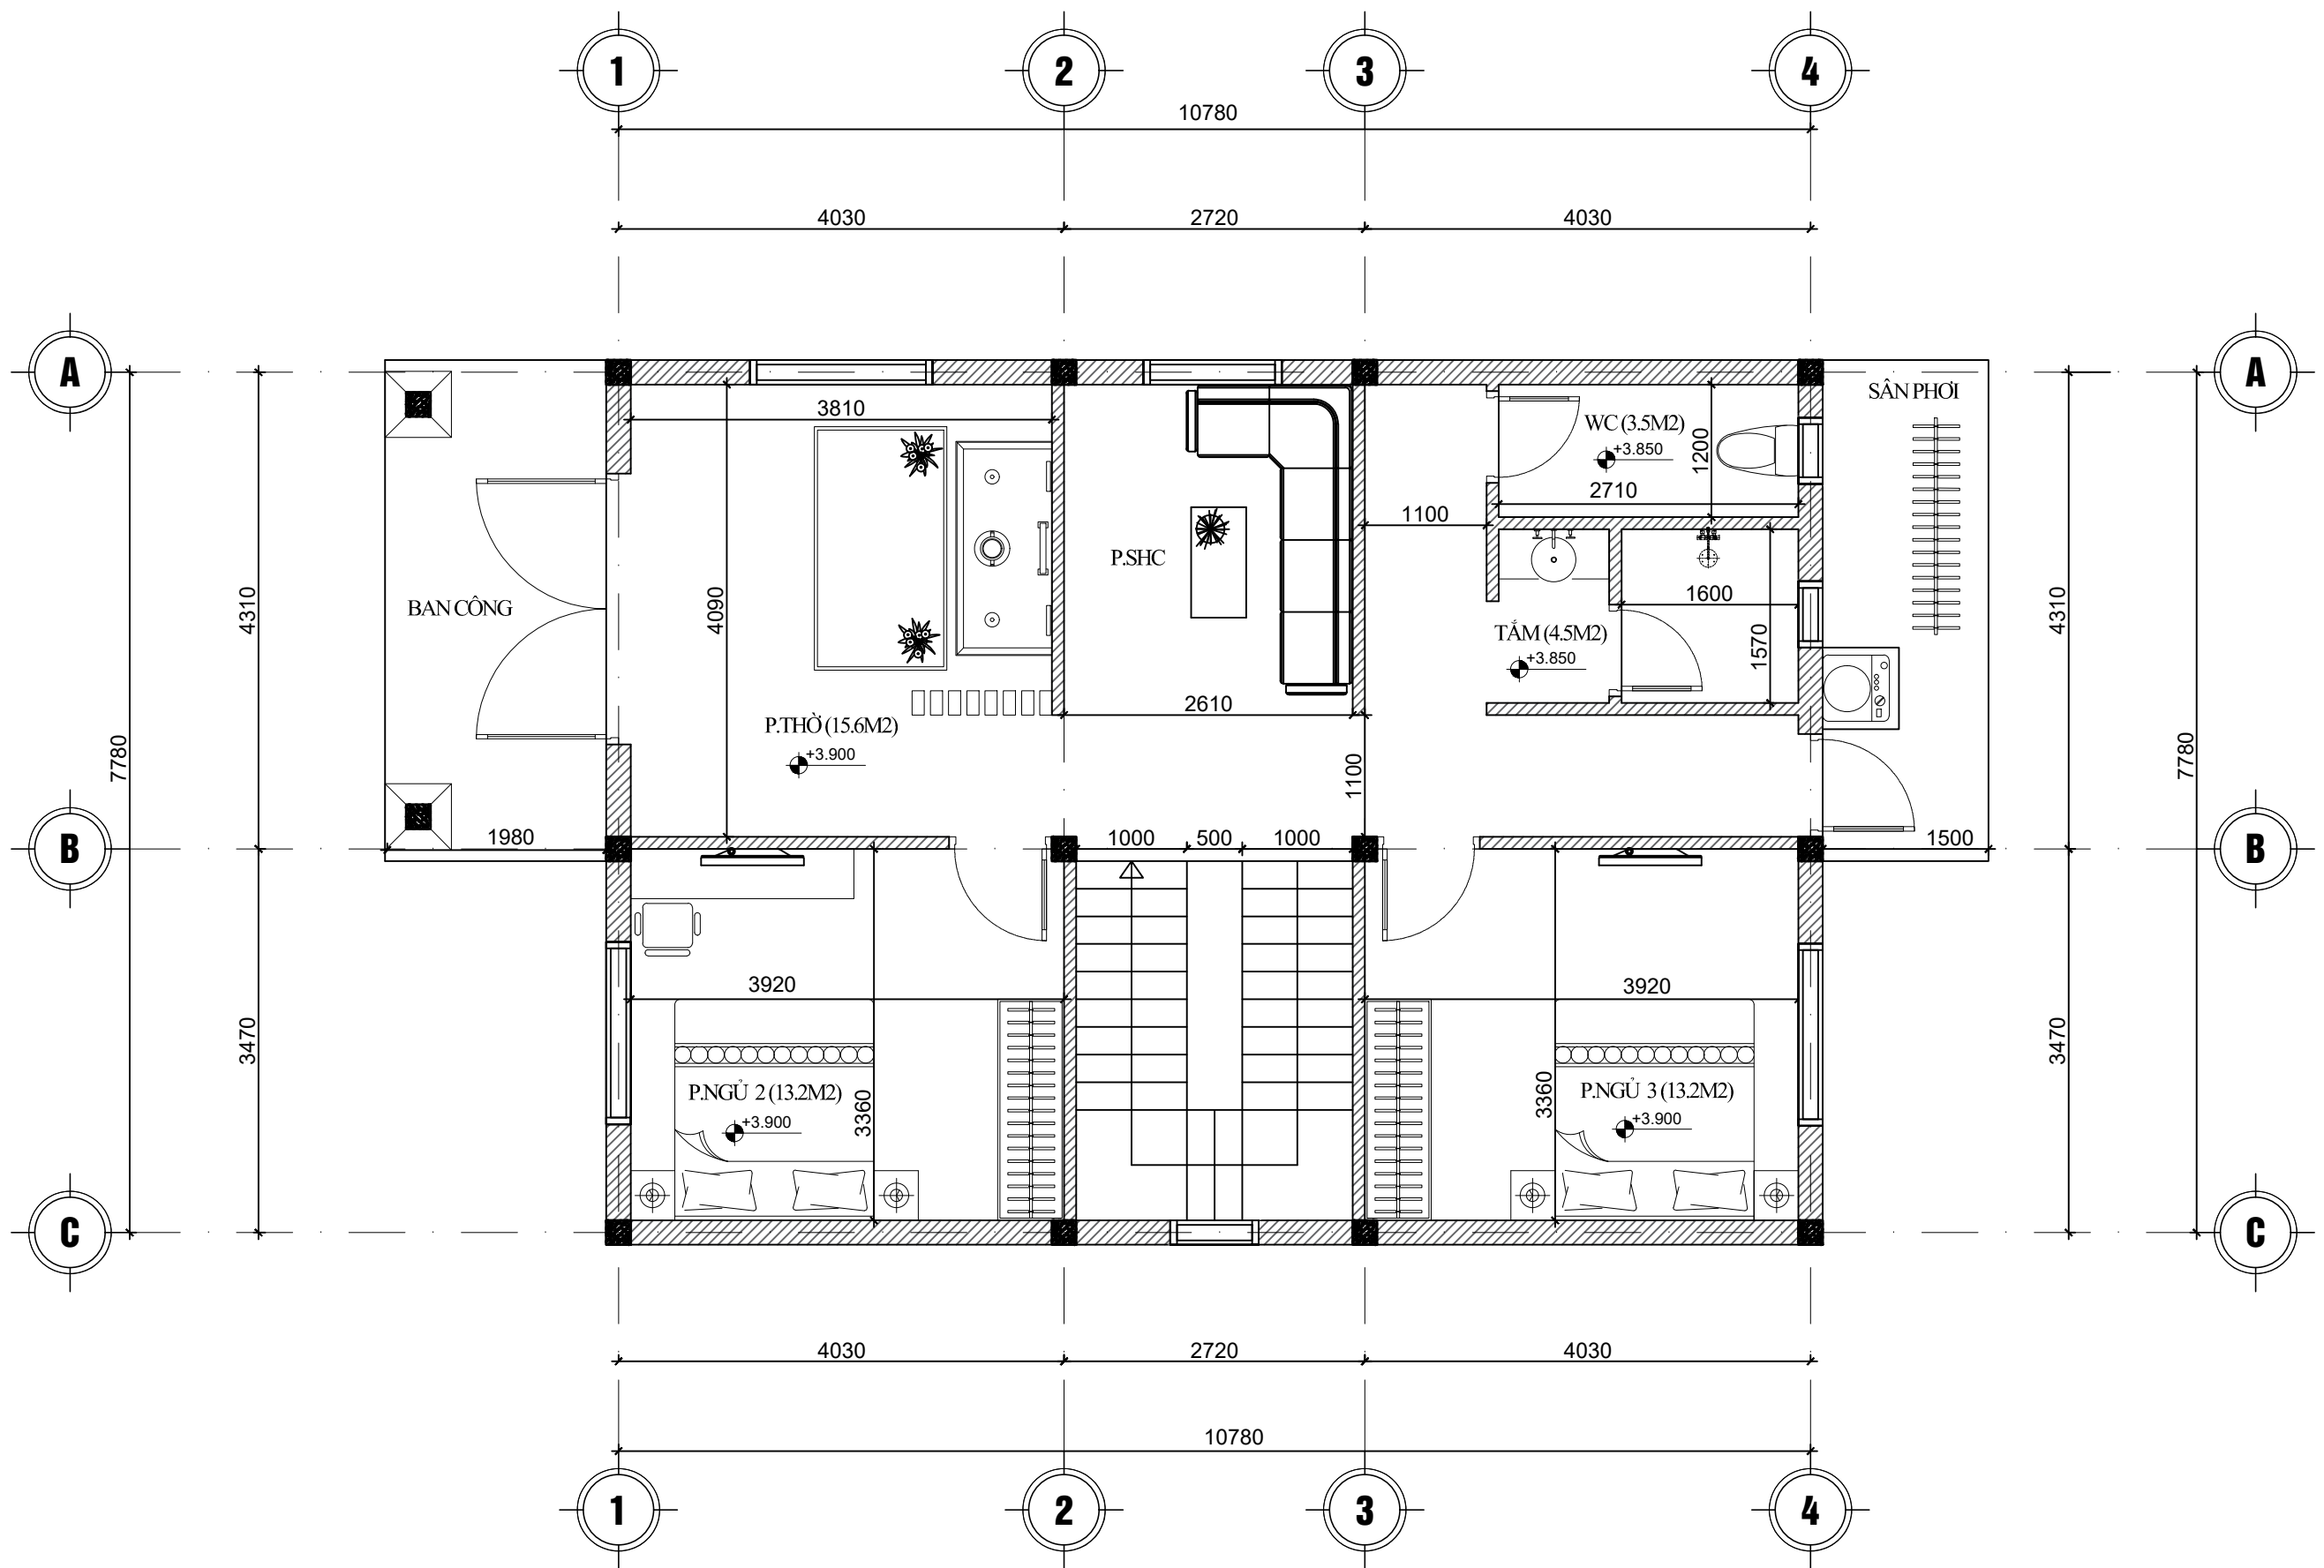 1 2 3 4
10780
4030 2720 4030
A A
SÂN PHƠI
3810
WC (3.5M2)
+3.850
1200
2710
1100
P.SHC
1600
BAN CÔNG
4310 4090 4310
TẮM (4.5M2)
+3.850
1570
2610
P.THỜ (15.6M2)
+3.900
7780 1100 7780
B 1980 1000 500 1000 1500 B
3920 3920
3470 3470
P.NGỦ 2 (13.2M2) P.NGỦ 3 (13.2M2)
+3.900 +3.900
3360 3360
C C
4030 2720 4030
10780
1 2 3 4